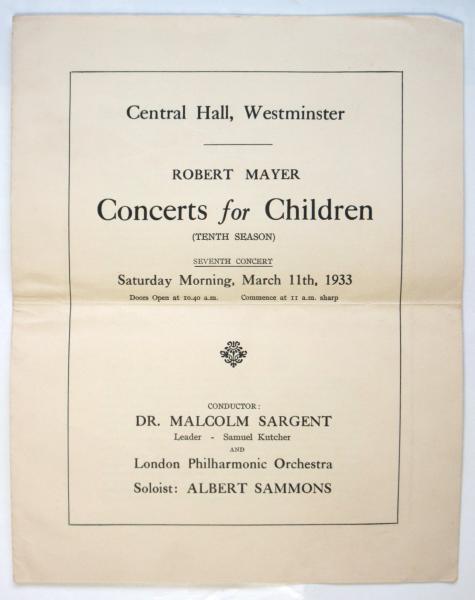 Central Hall, Westminster
ROBERT MAYER
Concerts for Children
(TENTH SEASON)
SEVENTH CONCERT
Saturday Morning, March 11th, 1933
Doors Open at 10.40 a.m. Commence at 11 a.m. sharp
CONDUCTOR:
DR. MALCOLM SARGENT
Leader - Samuel Kutcher
AND
London Philharmonic Orchestra
Soloist: ALBERT SAMMONS